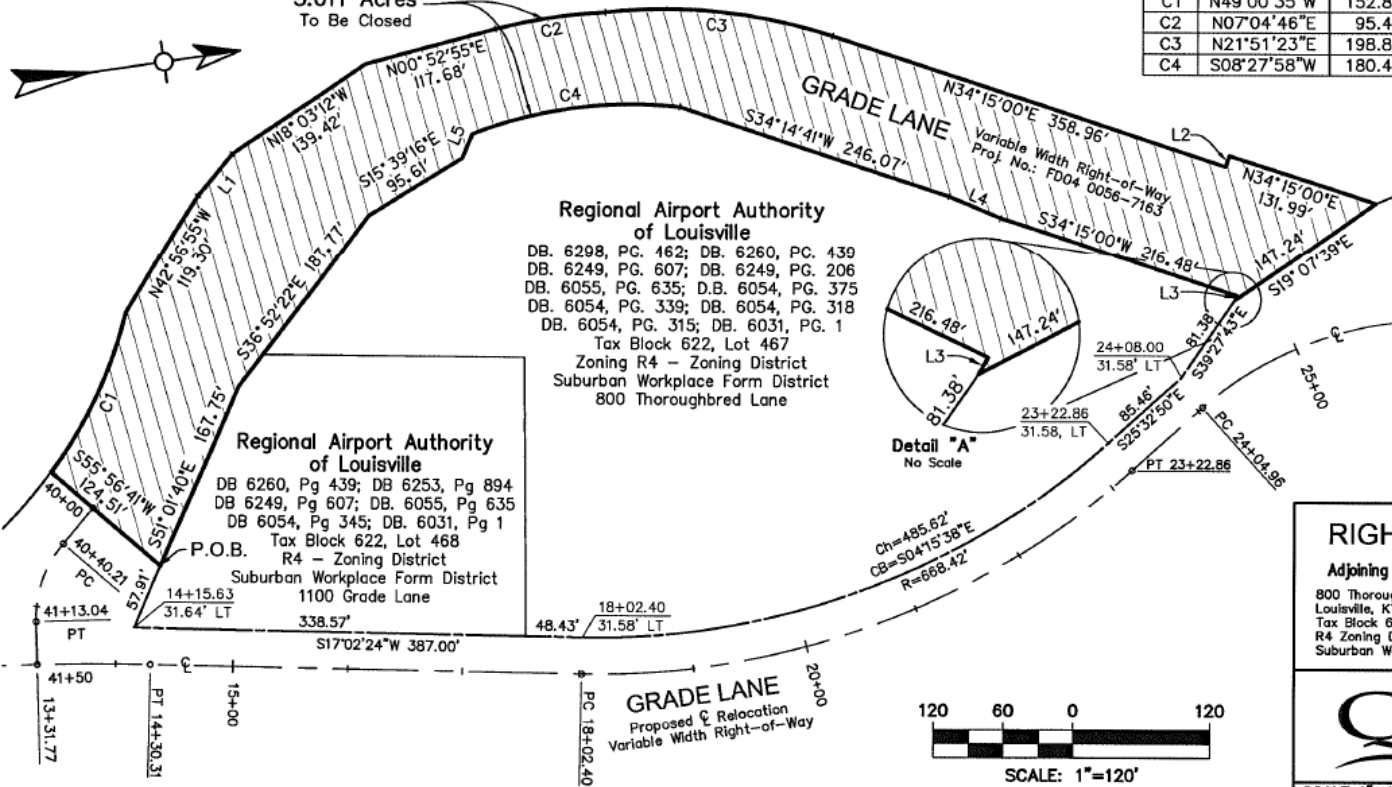 3.011 Acres
To Be Closed
C1 N49°00'35"W 152.8
C2 N07°04'46"E 95.4
C3 N21°51'23"E 198.8
C4 S08°27'58"W 180.4
C2
C3
N00°52'55"E
117.68'
C4
N18°03'12"W
139.42'
S15°39'16"E
95.61'
L5
L1
GRADE LANE
N34°15'00"E 358.96'
Variable Width Right-of-Way
Proj. No.: FD04 0056-7163
S34°14'41"W 246.07'
L2
N34°15'00"E
131.99'
L4
S34°15'00"W 216.48'
147.24'
S19°07'39"E
L3
N42°56'55"W
119.30'
S36°52'22"E 187.77'
C1
167.75'
S51°01'40"E
S55°56'41"W
124.51'
Regional Airport Authority
of Louisville
DB. 6298, PG. 462; DB. 6260, PG. 439
DB. 6249, PG. 607; DB. 6249, PG. 206
DB. 6055, PG. 635; D.B. 6054, PG. 375
DB. 6054, PG. 339; DB. 6054, PG. 318
DB. 6054, PG. 315; DB. 6031, PG. 1
Tax Block 622, Lot 467
Zoning R4 - Zoning District
Suburban Workplace Form District
800 Thoroughbred Lane
216.48'
147.24'
L3
81.38'
Detail "A"
No Scale
81.38'
S39°27'43"E
24+08.00
31.58' LT
23+22.86
31.58, LT
85.46'
S25°32'50"E
PT 23+22.86
PC 24+04.96
℄
25+00
Regional Airport Authority
of Louisville
DB 6260, Pg 439; DB 6253, Pg 894
DB 6249, Pg 607; DB. 6055, Pg 635
DB 6054, Pg 345; DB. 6031, Pg 1
Tax Block 622, Lot 468
R4 - Zoning District
Suburban Workplace Form District
1100 Grade Lane
P.O.B.
40+00
40+40.21
PC
57.91'
14+15.63
31.64' LT
41+13.04
PT
338.57'
48.43'
18+02.40
31.58' LT
S17°02'24"W 387.00'
Ch=485.62'
CB=S04°15'38"E
R=668.42'
41+50
13+31.77
PT 14+30.31
℄
15+00
PC 18+02.40
20+00
GRADE LANE
Proposed ℄ Relocation
Variable Width Right-of-Way
120 60 0 120
SCALE: 1"=120'
RIGH
Adjoining
800 Thoroug
Louisville, K
Tax Block 6
R4 Zoning D
Suburban W